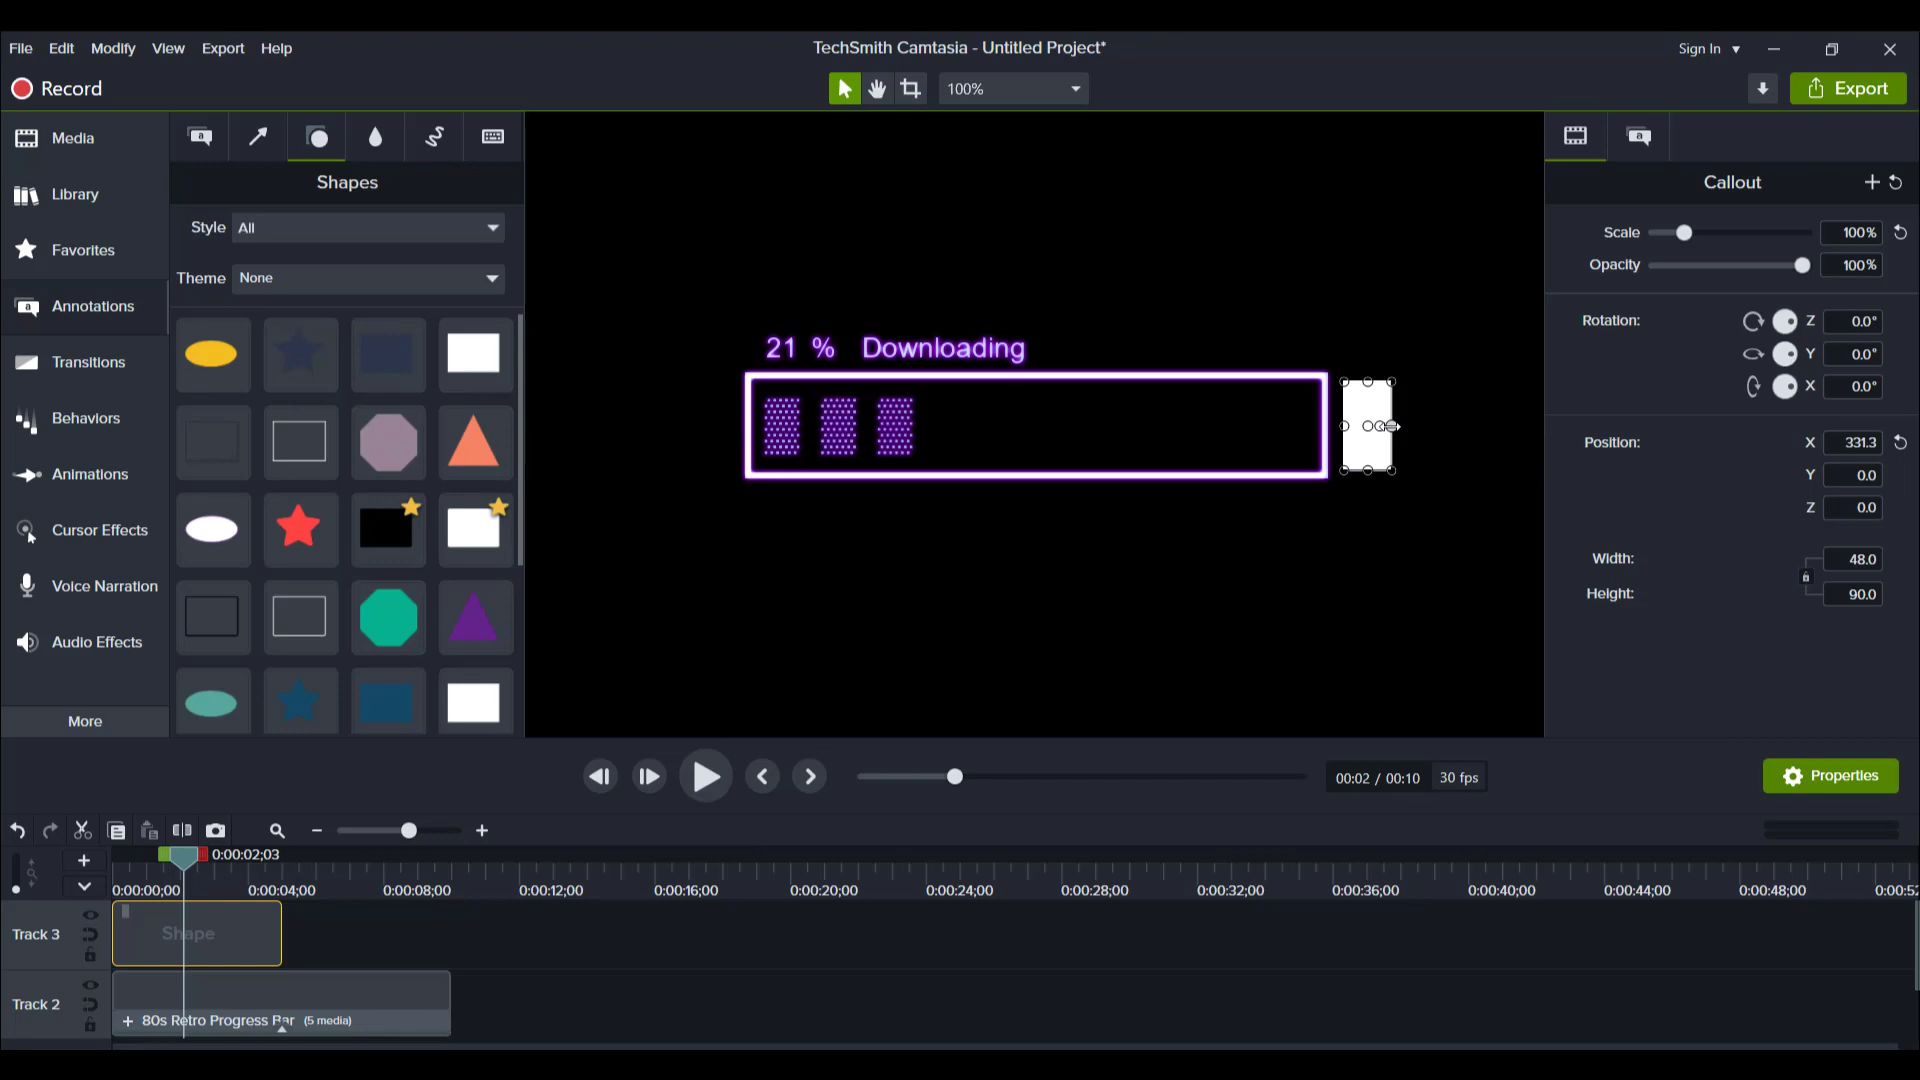 File Edit Modify View Export Help
TechSmith Camtasia - Untitled Project*
Sign In
Record
100%
Export
Media
Library
Favorites
Annotations
Transitions
Behaviors
Animations
Cursor Effects
Voice Narration
Audio Effects
More
a
Shapes
Style All
Theme None
21 % Downloading
a
Callout
Scale 100%
Opacity 100%
Rotation: Z 0.0°
Y 0.0°
X 0.0°
Position: X 331.3
Y 0.0
Z 0.0
Width: 48.0
Height: 90.0
00:02 / 00:10 30 fps
Properties
0:00:02;03
0:00:00;00 0:00:04;00 0:00:08;00 0:00:12;00 0:00:16;00 0:00:20;00 0:00:24;00 0:00:28;00 0:00:32;00 0:00:36;00 0:00:40;00 0:00:44;00 0:00:48;00 0:00:52
Track 3
Shape
Track 2
80s Retro Progress Bar (5 media)